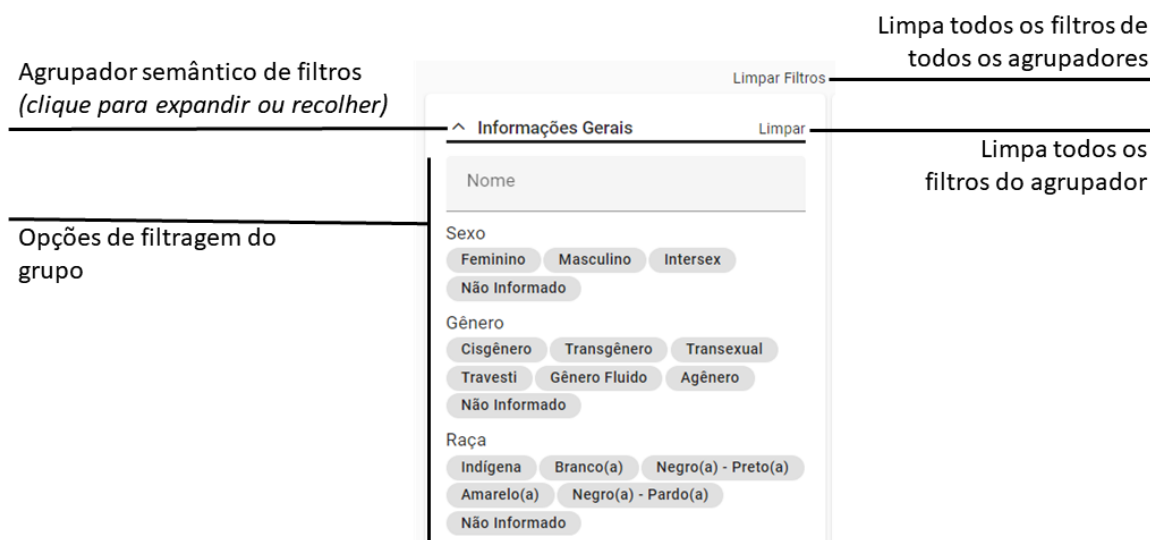 Limpa todos os filtros de
todos os agrupadores
Agrupador semântico de filtros
(clique para expandir ou recolher)
Limpar Filtros
Informações Gerais
Limpar
Limpa todos os
filtros do agrupador
Nome
Opções de filtragem do
grupo
Sexo
Feminino Masculino Intersex
Não Informado
Gênero
Cisgênero Transgênero Transexual
Travesti Gênero Fluido Agênero
Não Informado
Raça
Indígena Branco(a) Negro(a) - Preto(a)
Amarelo(a) Negro(a) - Pardo(a)
Não Informado